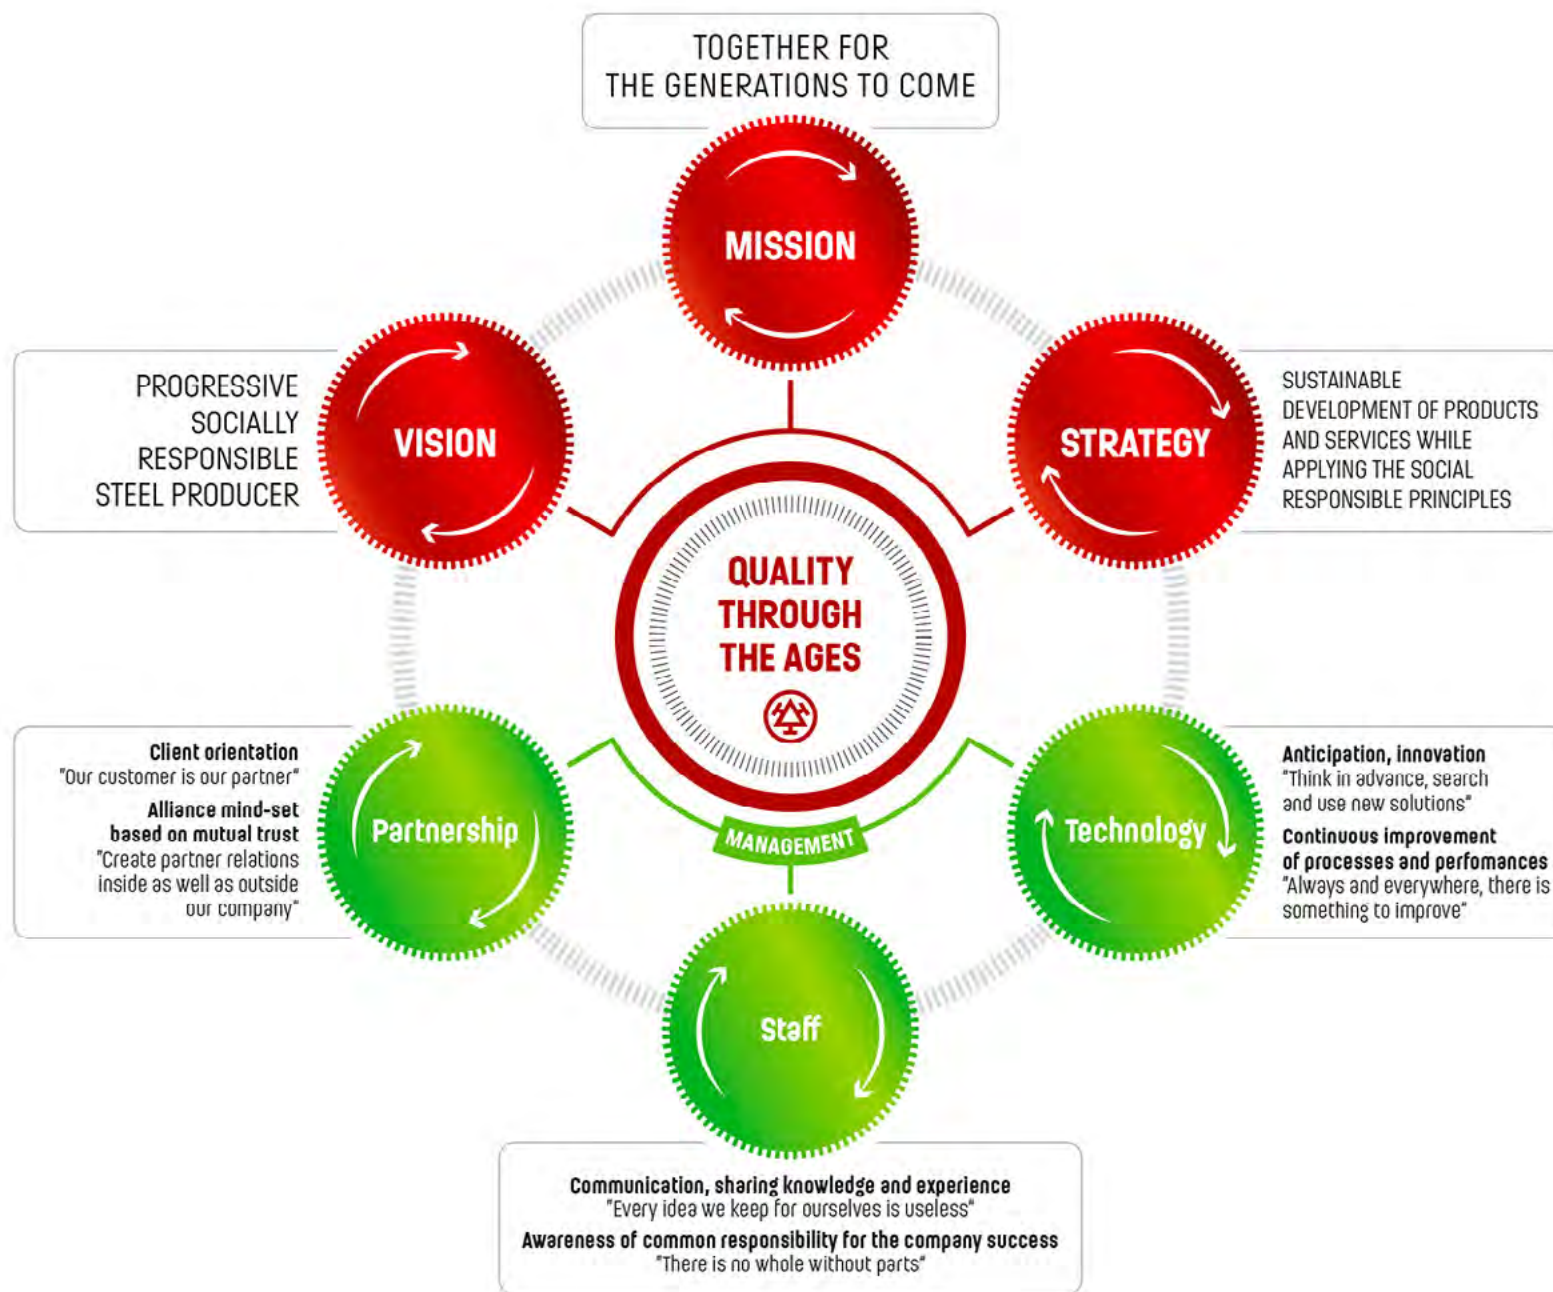 TOGETHER FOR
THE GENERATIONS TO COME
MISSION
PROGRESSIVE
SOCIALLY
RESPONSIBLE
STEEL PRODUCER
VISION
STRATEGY
SUSTAINABLE
DEVELOPMENT OF PRODUCTS
AND SERVICES WHILE
APPLYING THE SOCIAL
RESPONSIBLE PRINCIPLES
QUALITY
THROUGH
THE AGES
Client orientation
"Our customer is our partner"
Alliance mind-set
based on mutual trust
"Create partner relations
inside as well as outside
our company"
Partnership
MANAGEMENT
Technology
Anticipation, innovation
"Think in advance, search
and use new solutions"
Continuous improvement
of processes and perfomances
"Always and everywhere, there is
something to improve"
Staff
Communication, sharing knowledge and experience
"Every idea we keep for ourselves is useless"
Awareness of common responsibility for the company success
"There is no whole without parts"